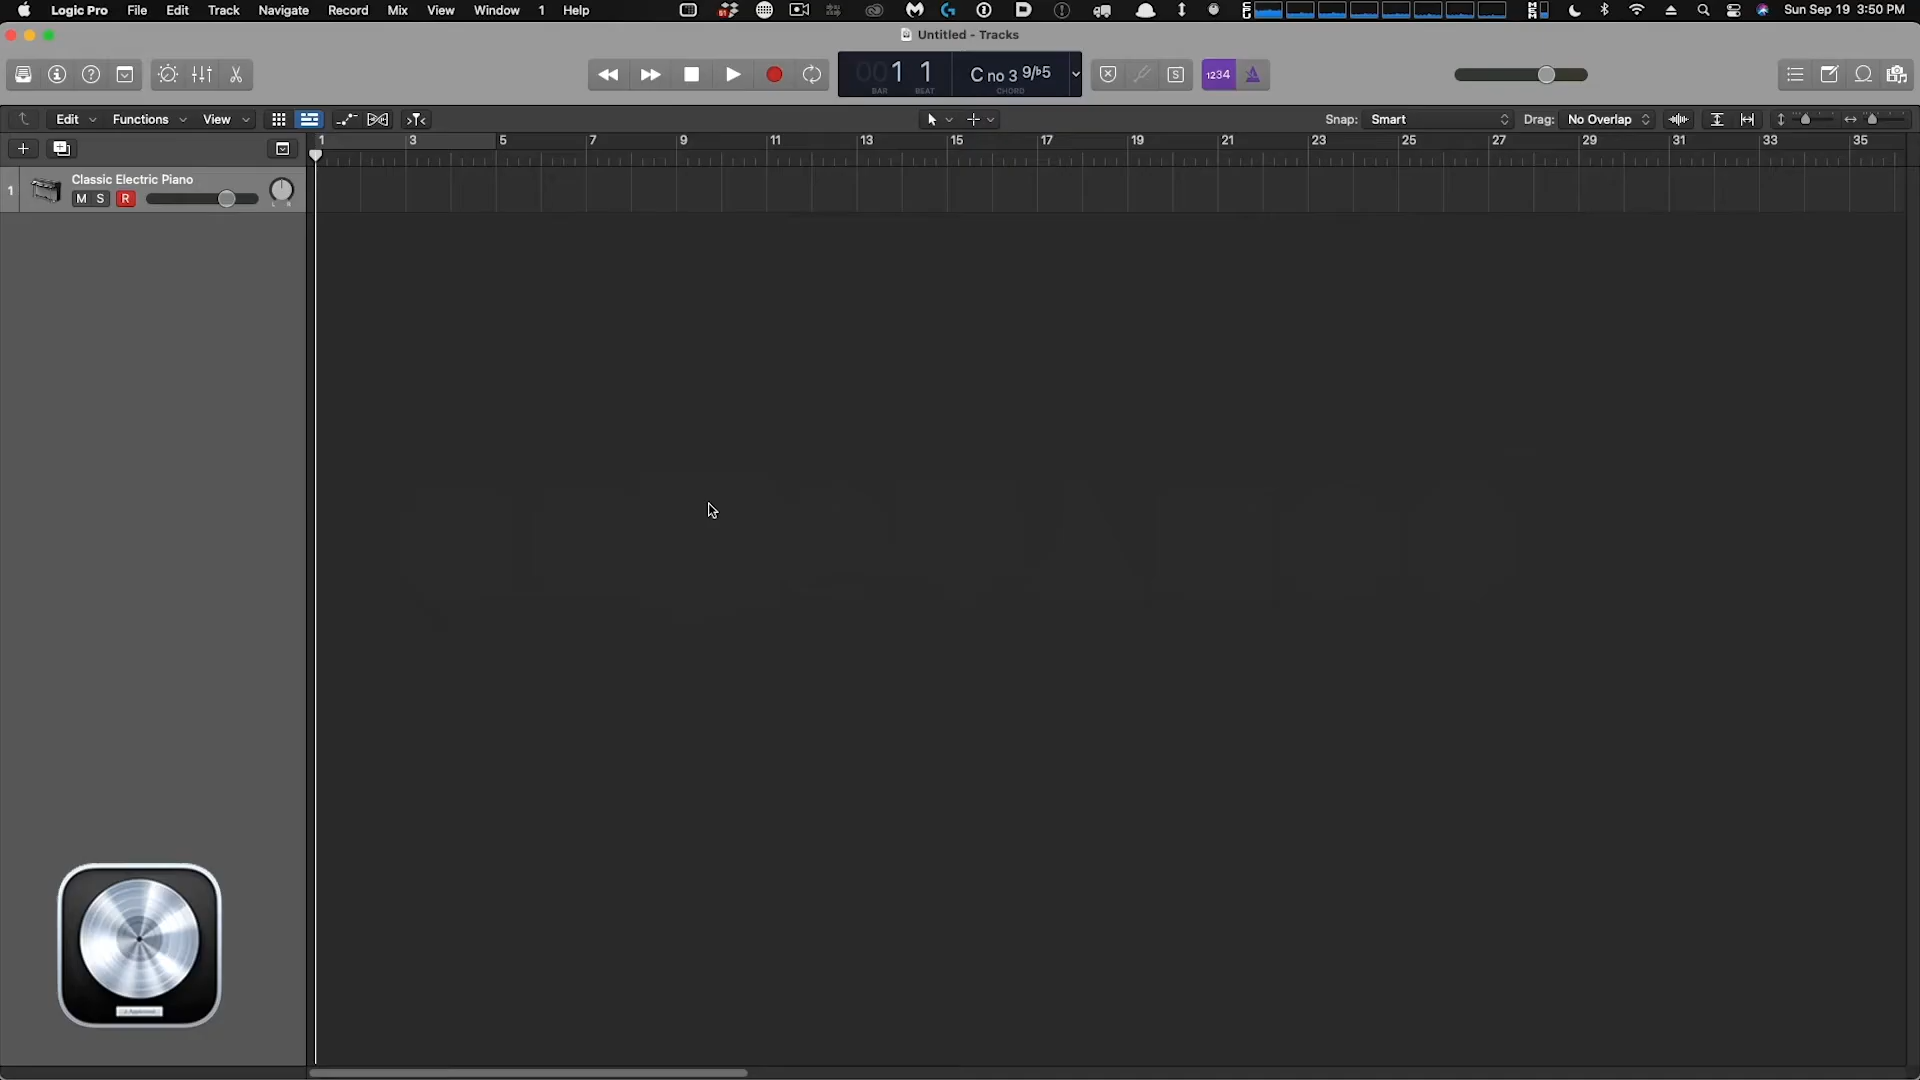 Logic Pro File Edit Track Navigate Record Mix View Window 1 Help
Sun Sep 19 3:50 PM
Untitled - Tracks
001 1
BAR BEAT
C no 3 9/♭5
CHORD
S
1234
Edit Functions View
Snap: Smart
Drag: No Overlap
1 3 5 7 9 11 13 15 17 19 21 23 25 27 29 31 33 35
1
Classic Electric Piano
M S R
L R